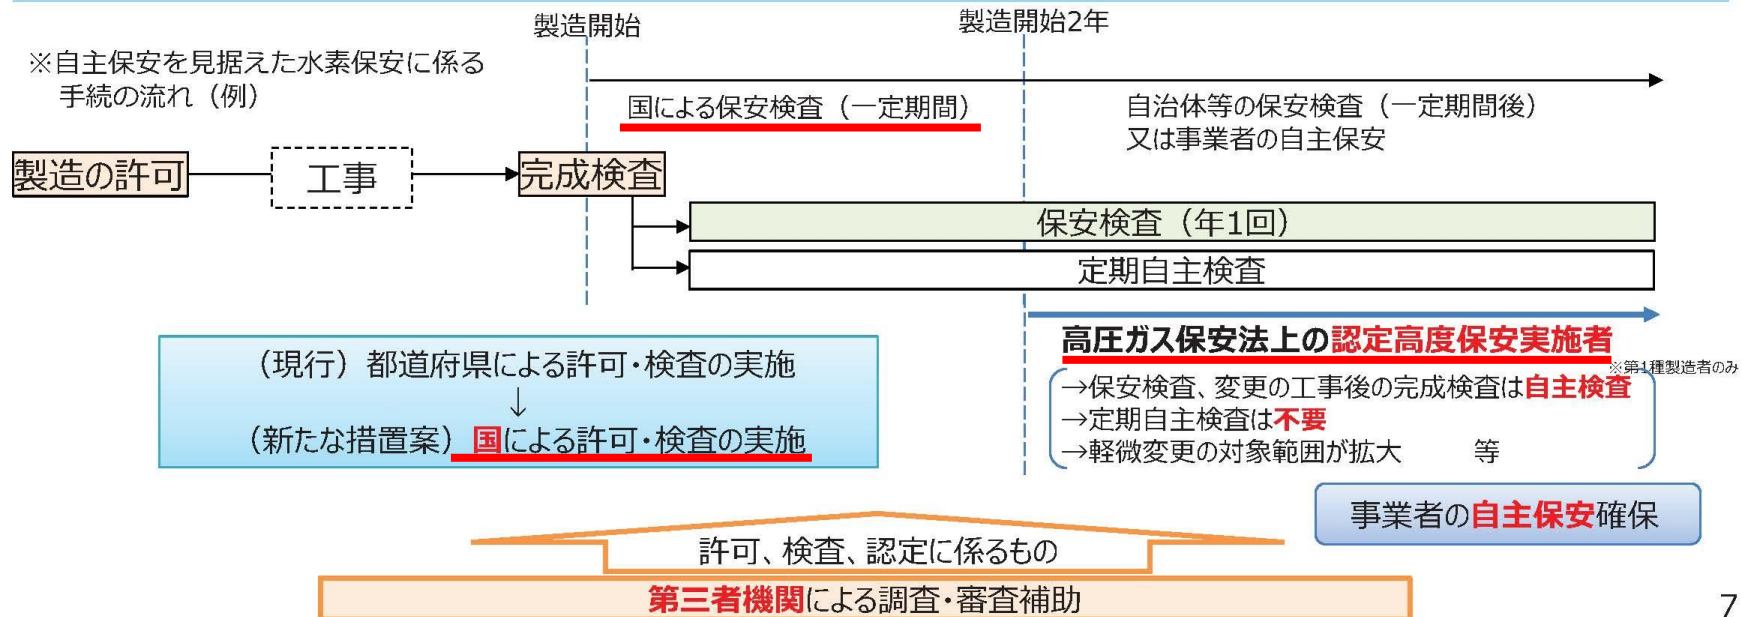 製造開始
製造開始2年
※自主保安を見据えた水素保安に係る
手続の流れ（例）
国による保安検査（一定期間）
自治体等の保安検査（一定期間後）
又は事業者の自主保安
製造の許可
工事
完成検査
保安検査（年1回）
定期自主検査
（現行）都道府県による許可・検査の実施
↓
（新たな措置案）国による許可・検査の実施
高圧ガス保安法上の認定高度保安実施者
※第1種製造者のみ
→保安検査、変更の工事後の完成検査は自主検査
→定期自主検査は不要
→軽微変更の対象範囲が拡大　等
事業者の自主保安確保
許可、検査、認定に係るもの
第三者機関による調査・審査補助
7